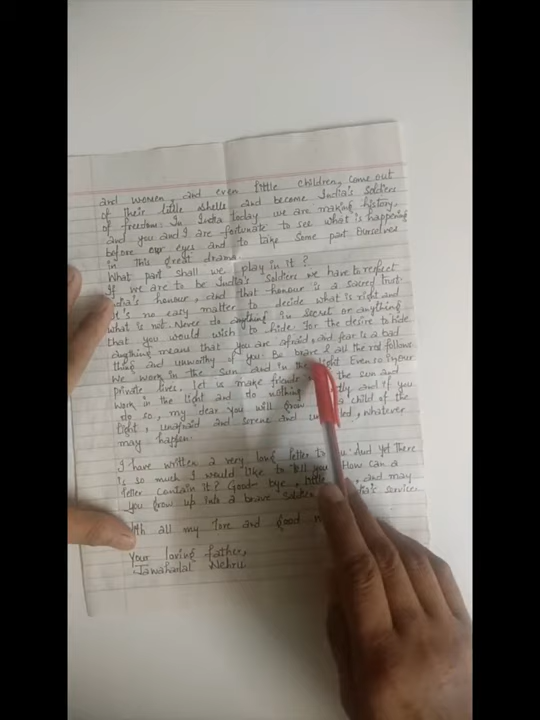 and women, and even little children, come out
of their little shells and become India's soldiers
of freedom. In India today we are making history,
and you and I are fortunate to see what is happening
before our eyes and to take some part ourselves
in this great drama.
What part shall we play in it ?
If we are to be India's soldiers we have to respect
India's honour, and that honour is a sacred trust.
It's no easy matter to decide what is right and
what is not. Never do anything in secret or anything
that you would wish to hide. For the desire to hide
anything means that you are afraid, and fear is a bad
thing and unworthy of you. Be brave & all the rest follows
We work in the sun and in the light. Even so in our
private lives, let us make friends the sun and
work in the light and do nothing and if you
do so, my dear you will grow a child of the
light, unafraid and serene and whatever
may happen.
I have written a very long letter to And yet there
is so much I would like to tell you How can a
letter contain it ? Good-bye, little and may
you grow up into a brave soldier service
with all my love and good
Your loving father,
Jawaharlal Nehru